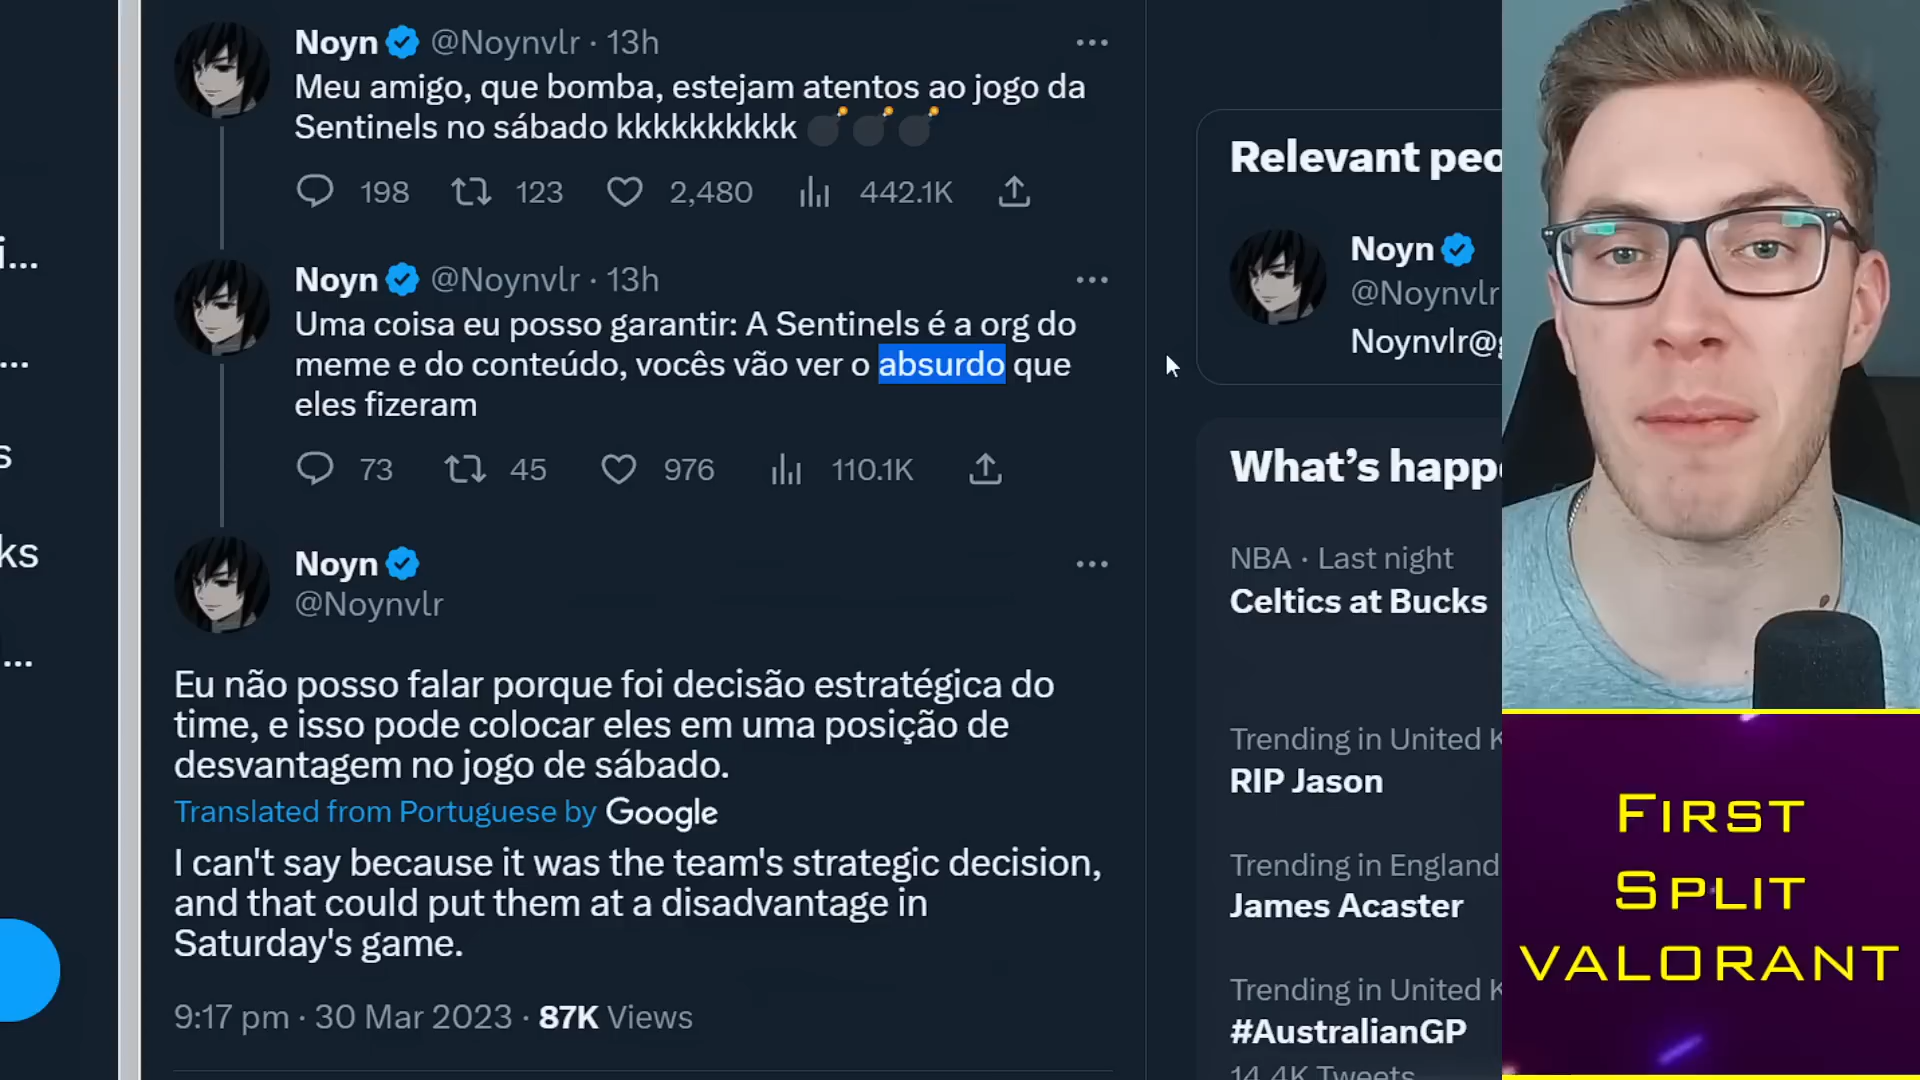 Noyn @Noynvlr · 13h
Meu amigo, que bomba, estejam atentos ao jogo da
Sentinels no sábado kkkkkkkkkk 💣💣💣
198 123 2,480 442.1K
Noyn @Noynvlr · 13h
Uma coisa eu posso garantir: A Sentinels é a org do
meme e do conteúdo, vocês vão ver o absurdo que
eles fizeram
73 45 976 110.1K
Noyn
@Noynvlr
Eu não posso falar porque foi decisão estratégica do
time, e isso pode colocar eles em uma posição de
desvantagem no jogo de sábado.
Translated from Portuguese by Google
I can't say because it was the team's strategic decision,
and that could put them at a disadvantage in
Saturday's game.
9:17 pm · 30 Mar 2023 · 87K Views
i...
...
s
ks
...
Relevant peo
Noyn
@Noynvlr
Noynvlr@g
What's happe
NBA · Last night
Celtics at Bucks
Trending in United K
RIP Jason
Trending in England
James Acaster
Trending in United K
#AustralianGP
14.4K Tweets
FIRST
SPLIT
VALORANT